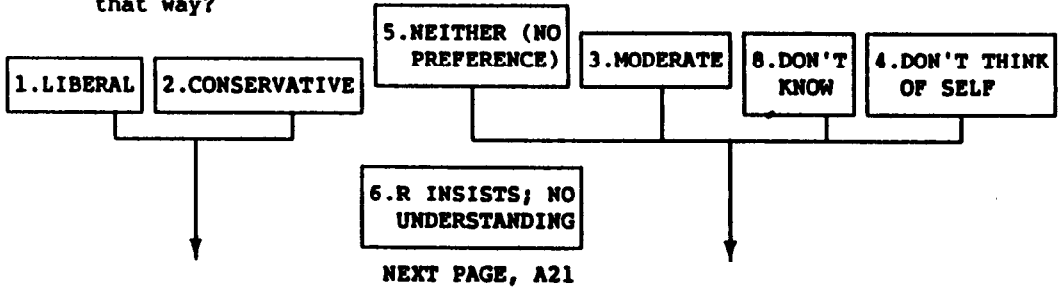 that way?
5.NEITHER (NO
PREFERENCE)
1.LIBERAL
2.CONSERVATIVE
3.MODERATE
8.DON'T
KNOW
4.DON'T THINK
OF SELF
6.R INSISTS; NO
UNDERSTANDING
NEXT PAGE, A21